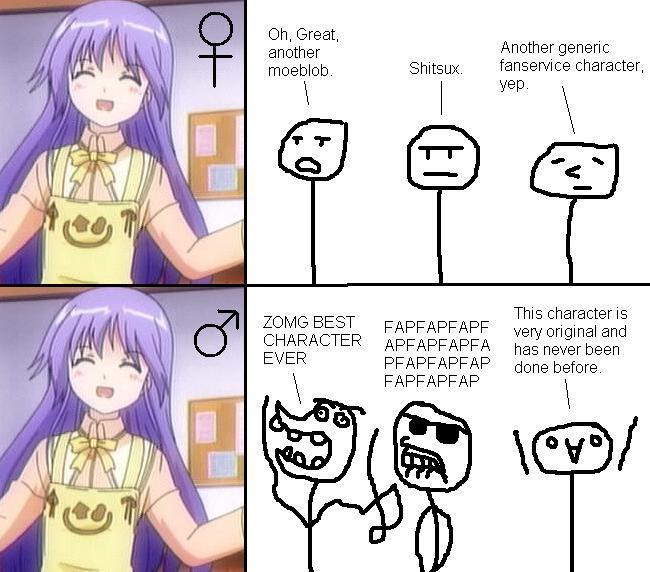 Oh, Great,
another
moeblob.
Shitsux.
Another generic
fanservice character,
yep.
ZOMG BEST
CHARACTER
EVER
FAPFAPFAPF
APFAPFAPFA
PFAPFAPFAP
FAPFAPFAP
This character is
very original and
has never been
done before.